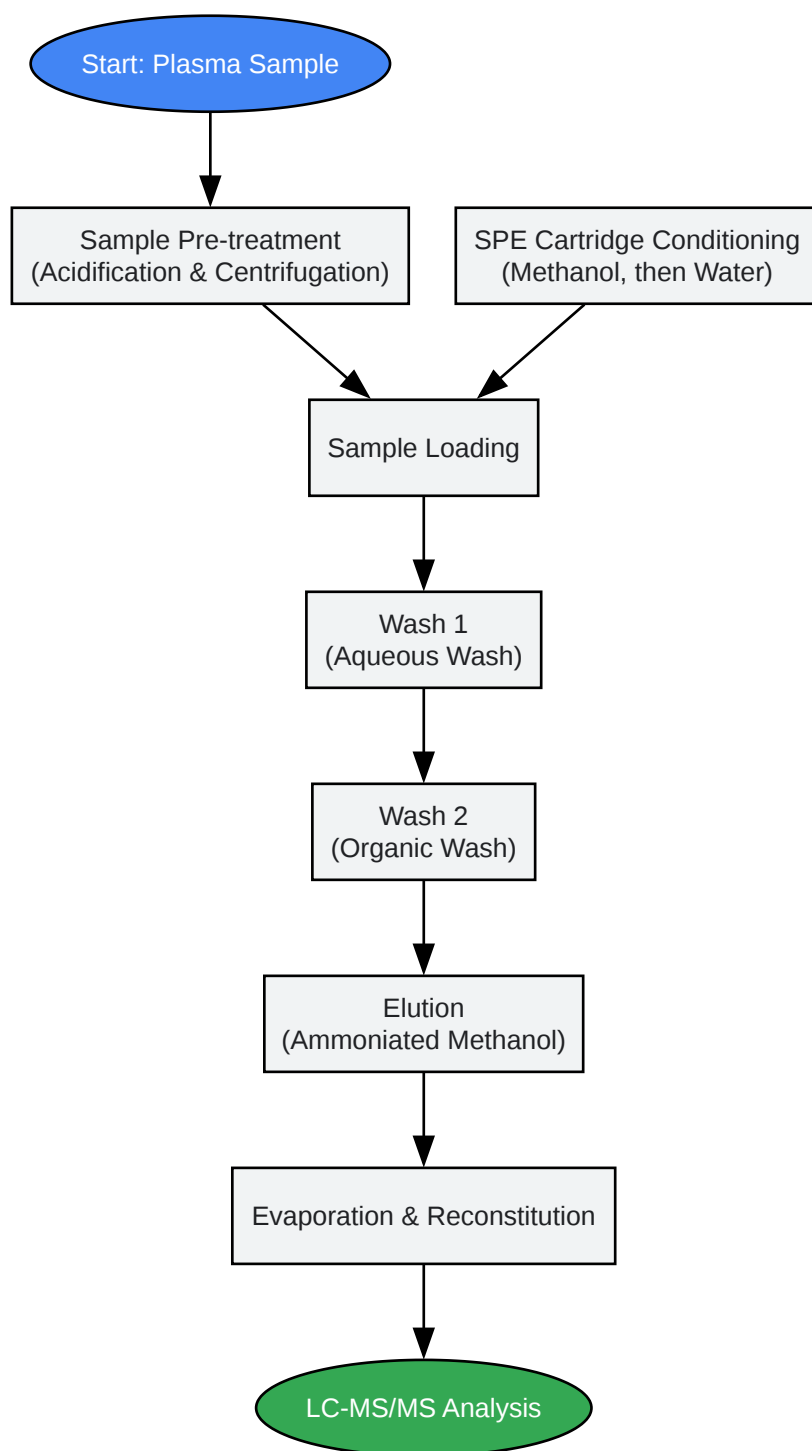 Start: Plasma Sample
Sample Pre-treatment
(Acidification & Centrifugation)
SPE Cartridge Conditioning
(Methanol, then Water)
Sample Loading
Wash 1
(Aqueous Wash)
Wash 2
(Organic Wash)
Elution
(Ammoniated Methanol)
Evaporation & Reconstitution
LC-MS/MS Analysis